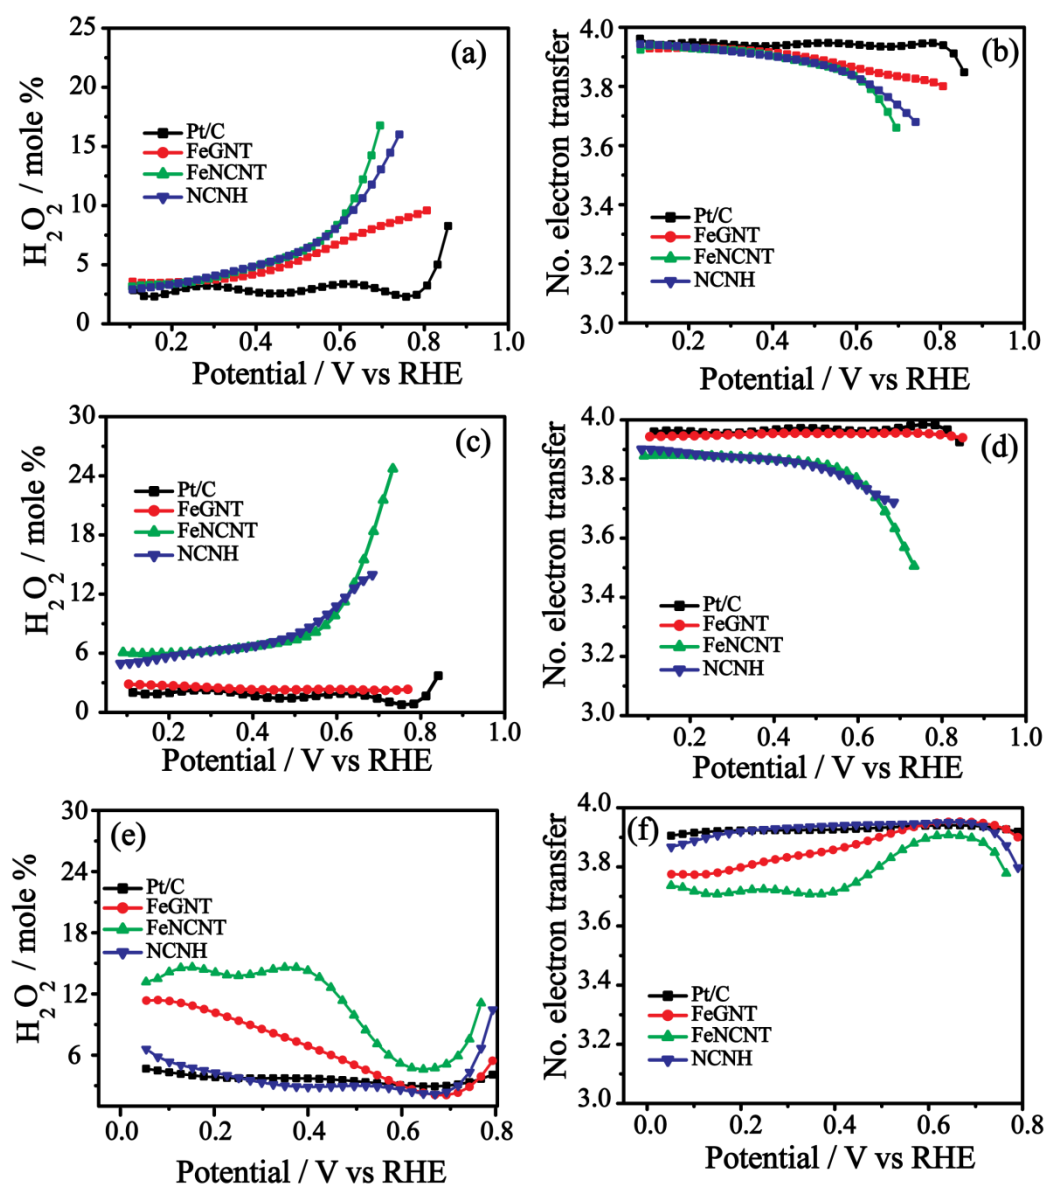 (a)
25
20
15
10
5
0
H2O2 / mole %
Pt/C
FeGNT
FeNCNT
NCNH
0.2 0.4 0.6 0.8 1.0
Potential / V vs RHE
(b)
4.0
3.8
3.6
3.4
3.2
3.0
No. electron transfer
Pt/C
FeGNT
FeNCNT
NCNH
0.2 0.4 0.6 0.8 1.0
Potential / V vs RHE
(c)
30
24
18
12
6
0
H2O2 / mole %
Pt/C
FeGNT
FeNCNT
NCNH
0.2 0.4 0.6 0.8 1.0
Potential / V vs RHE
(d)
4.0
3.8
3.6
3.4
3.2
3.0
No. electron transfer
Pt/C
FeGNT
FeNCNT
NCNH
0.2 0.4 0.6 0.8 1.0
Potential / V vs RHE
(e)
30
24
18
12
6
H2O2 / mole %
Pt/C
FeGNT
FeNCNT
NCNH
0.0 0.2 0.4 0.6 0.8
Potential / V vs RHE
(f)
4.0
3.8
3.6
3.4
3.2
3.0
No. electron transfer
Pt/C
FeGNT
FeNCNT
NCNH
0.0 0.2 0.4 0.6 0.8
Potential / V vs RHE